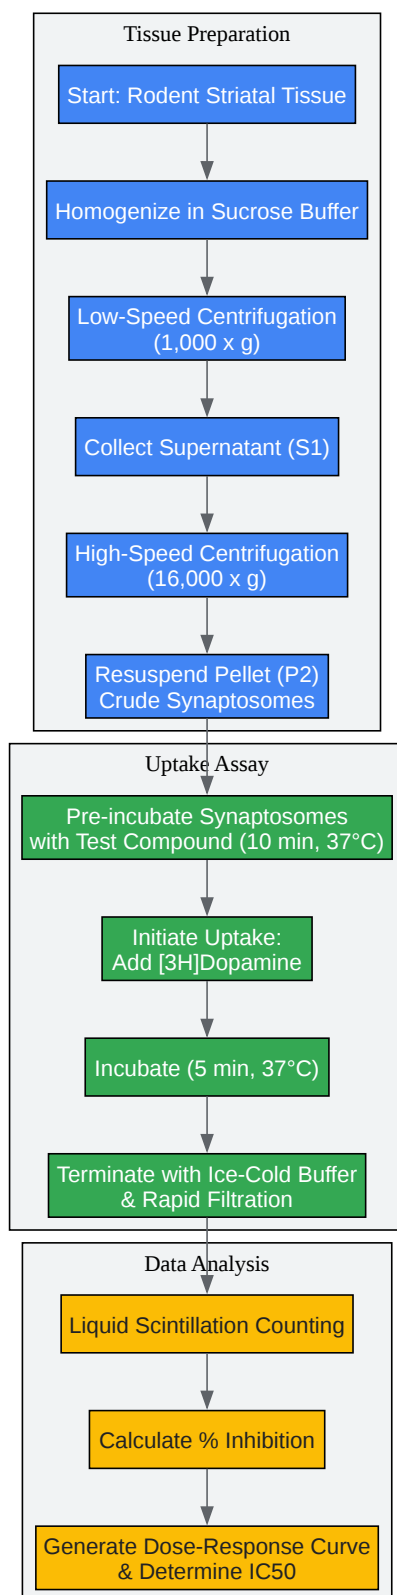 Tissue Preparation
Start: Rodent Striatal Tissue
Homogenize in Sucrose Buffer
Low-Speed Centrifugation
(1,000 x g)
Collect Supernatant (S1)
High-Speed Centrifugation
(16,000 x g)
Resuspend Pellet (P2)
Crude Synaptosomes
Uptake Assay
Pre-incubate Synaptosomes
with Test Compound (10 min, 37°C)
Initiate Uptake:
Add [3H]Dopamine
Incubate (5 min, 37°C)
Terminate with Ice-Cold Buffer
& Rapid Filtration
Data Analysis
Liquid Scintillation Counting
Calculate % Inhibition
Generate Dose-Response Curve
& Determine IC50